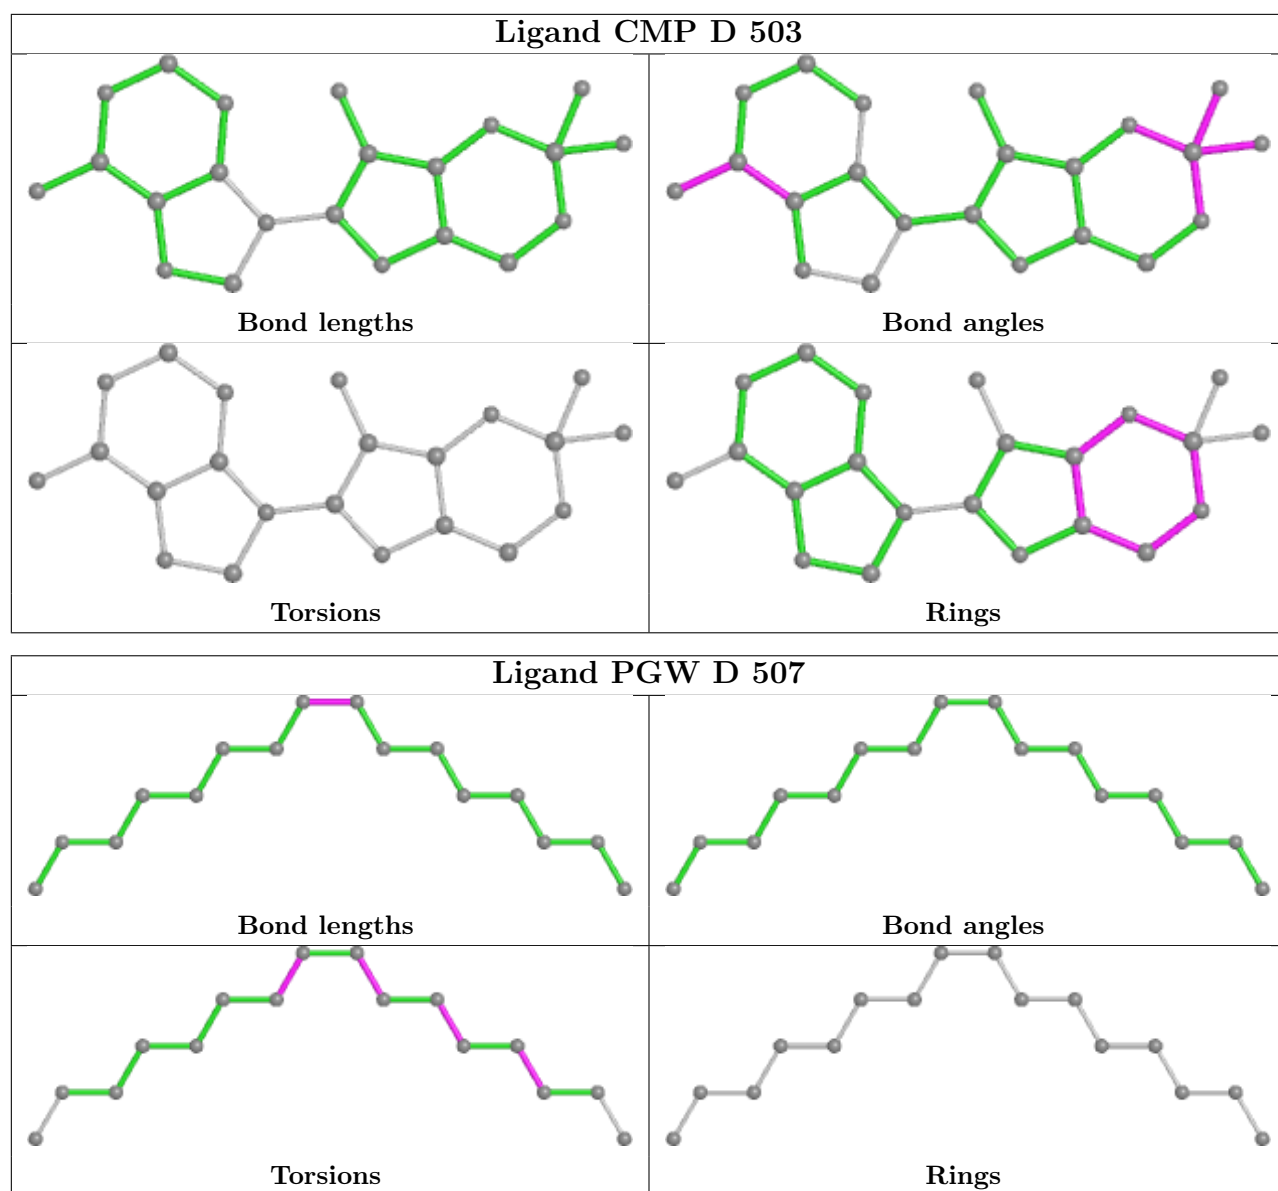 Ligand CMP D 503
Bond lengths
Bond angles
Torsions
Rings
Ligand PGW D 507
Bond lengths
Bond angles
Torsions
Rings